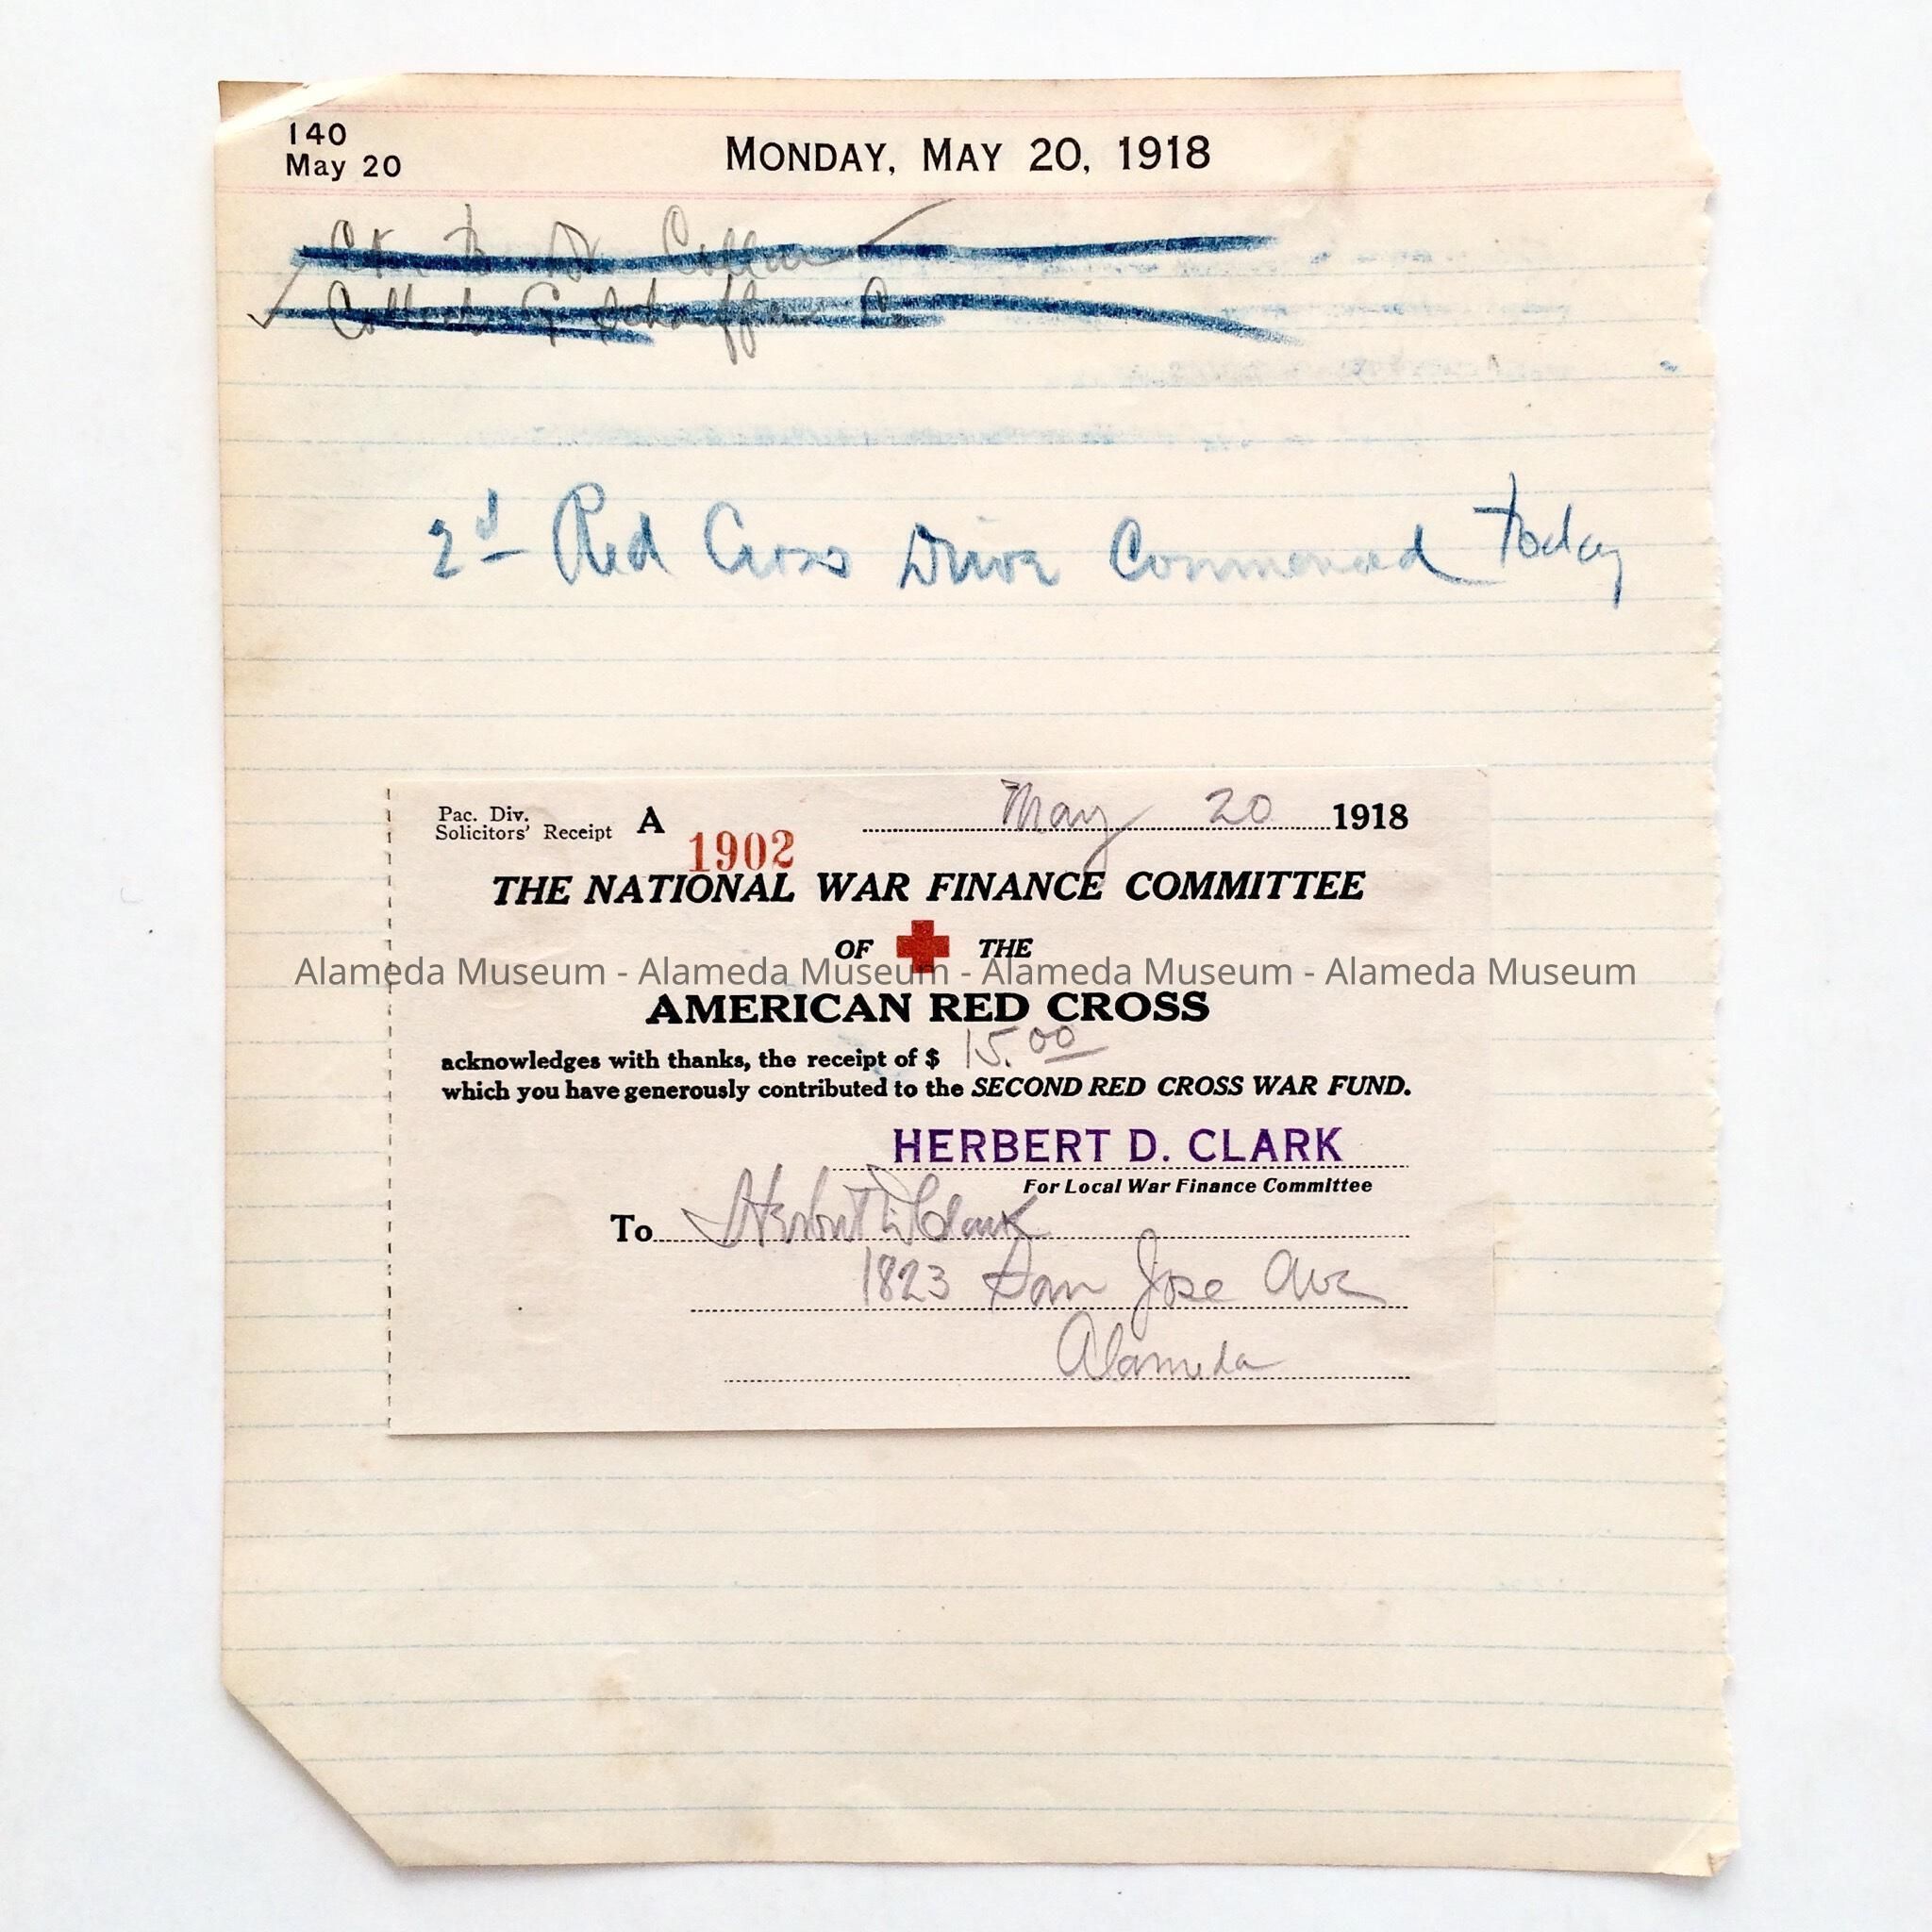 140
May 20
MONDAY, MAY 20, 1918
2d Red Cross Drive Commenced Today
Pac. Div.
Solicitors' Receipt A
1902
May 20 1918
THE NATIONAL WAR FINANCE COMMITTEE
OF THE
Alameda Museum - Alameda Museum - Alameda Museum - Alameda Museum
AMERICAN RED CROSS
acknowledges with thanks, the receipt of $ 15.00
which you have generously contributed to the SECOND RED CROSS WAR FUND.
HERBERT D. CLARK
For Local War Finance Committee
To Herbert D Clark
1823 San Jose Ave
Alameda